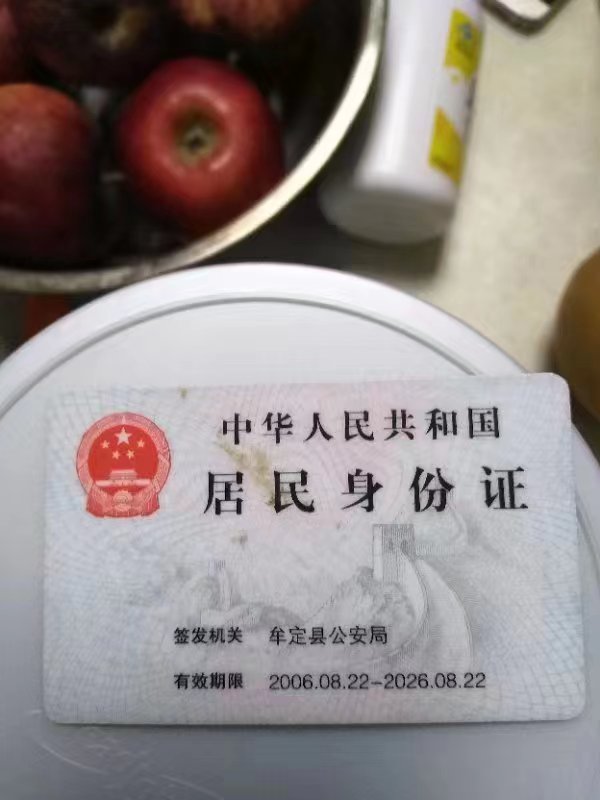 中华人民共和国
居民身份证
签发机关 牟定县公安局
有效期限 2006.08.22-2026.08.22